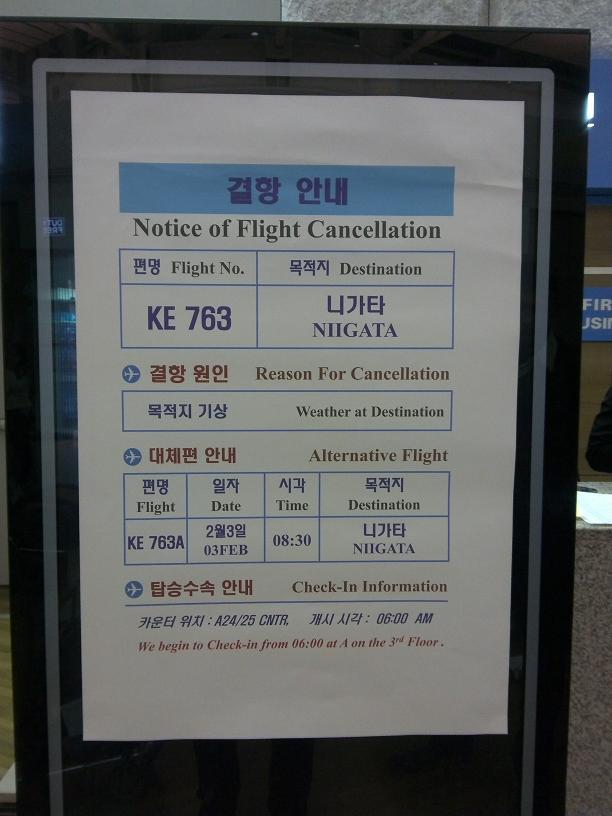 결항 안내
Notice of Flight Cancellation
편명 Flight No. 목적지 Destination
KE 763 니가타
NIIGATA
결항 원인 Reason For Cancellation
목적지 기상 Weather at Destination
대체편 안내 Alternative Flight
편명 일자 시각 목적지
Flight Date Time Destination
KE 763A 2월3일 08:30 니가타
03FEB NIIGATA
탑승수속 안내 Check-In Information
카운터 위치 : A24/25 CNTR, 개시 시각 : 06:00 AM
We begin to Check-in from 06:00 at A on the 3rd Floor .
DUTY
FREE
FIR
USIN